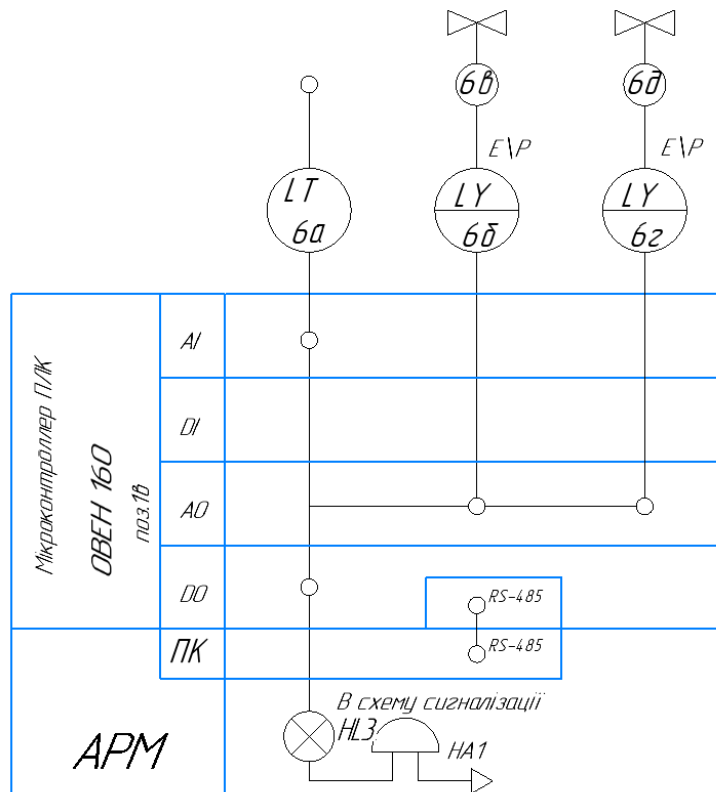 6в
6д
E\P
E\P
LT
6а
LY
6б
LY
6г
Мікроконтроллер ПЛК
ОВЕН 160
поз.1в
AI
DI
AO
DO
ПК
RS-485
RS-485
В схему сигналізації
HL3
HA1
АРМ